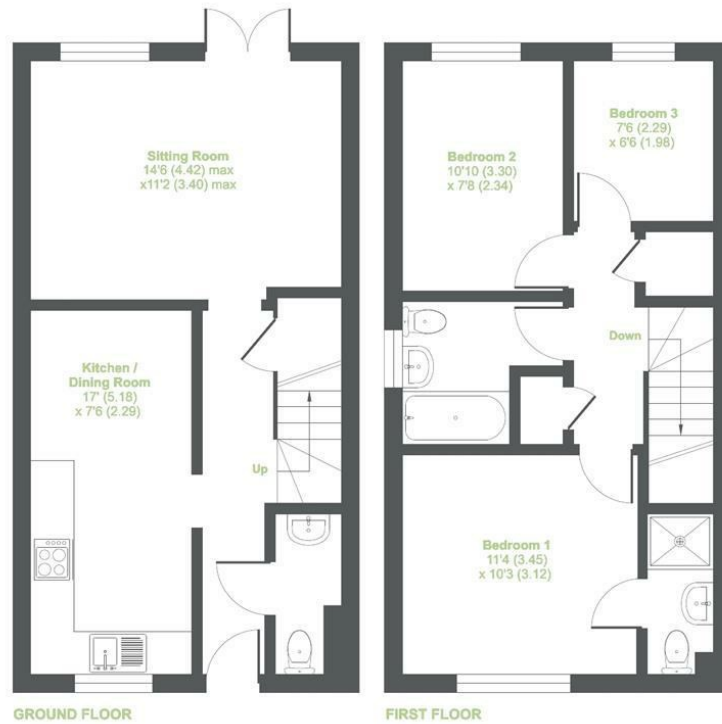 Sitting Room
14'6 (4.42) max
x11'2 (3.40) max
Kitchen /
Dining Room
17' (5.18)
x 7'6 (2.29)
Up
GROUND FLOOR
Bedroom 2
10'10 (3.30)
x 7'8 (2.34)
Bedroom 3
7'6 (2.29)
x 6'6 (1.98)
Down
Bedroom 1
11'4 (3.45)
x 10'3 (3.12)
FIRST FLOOR